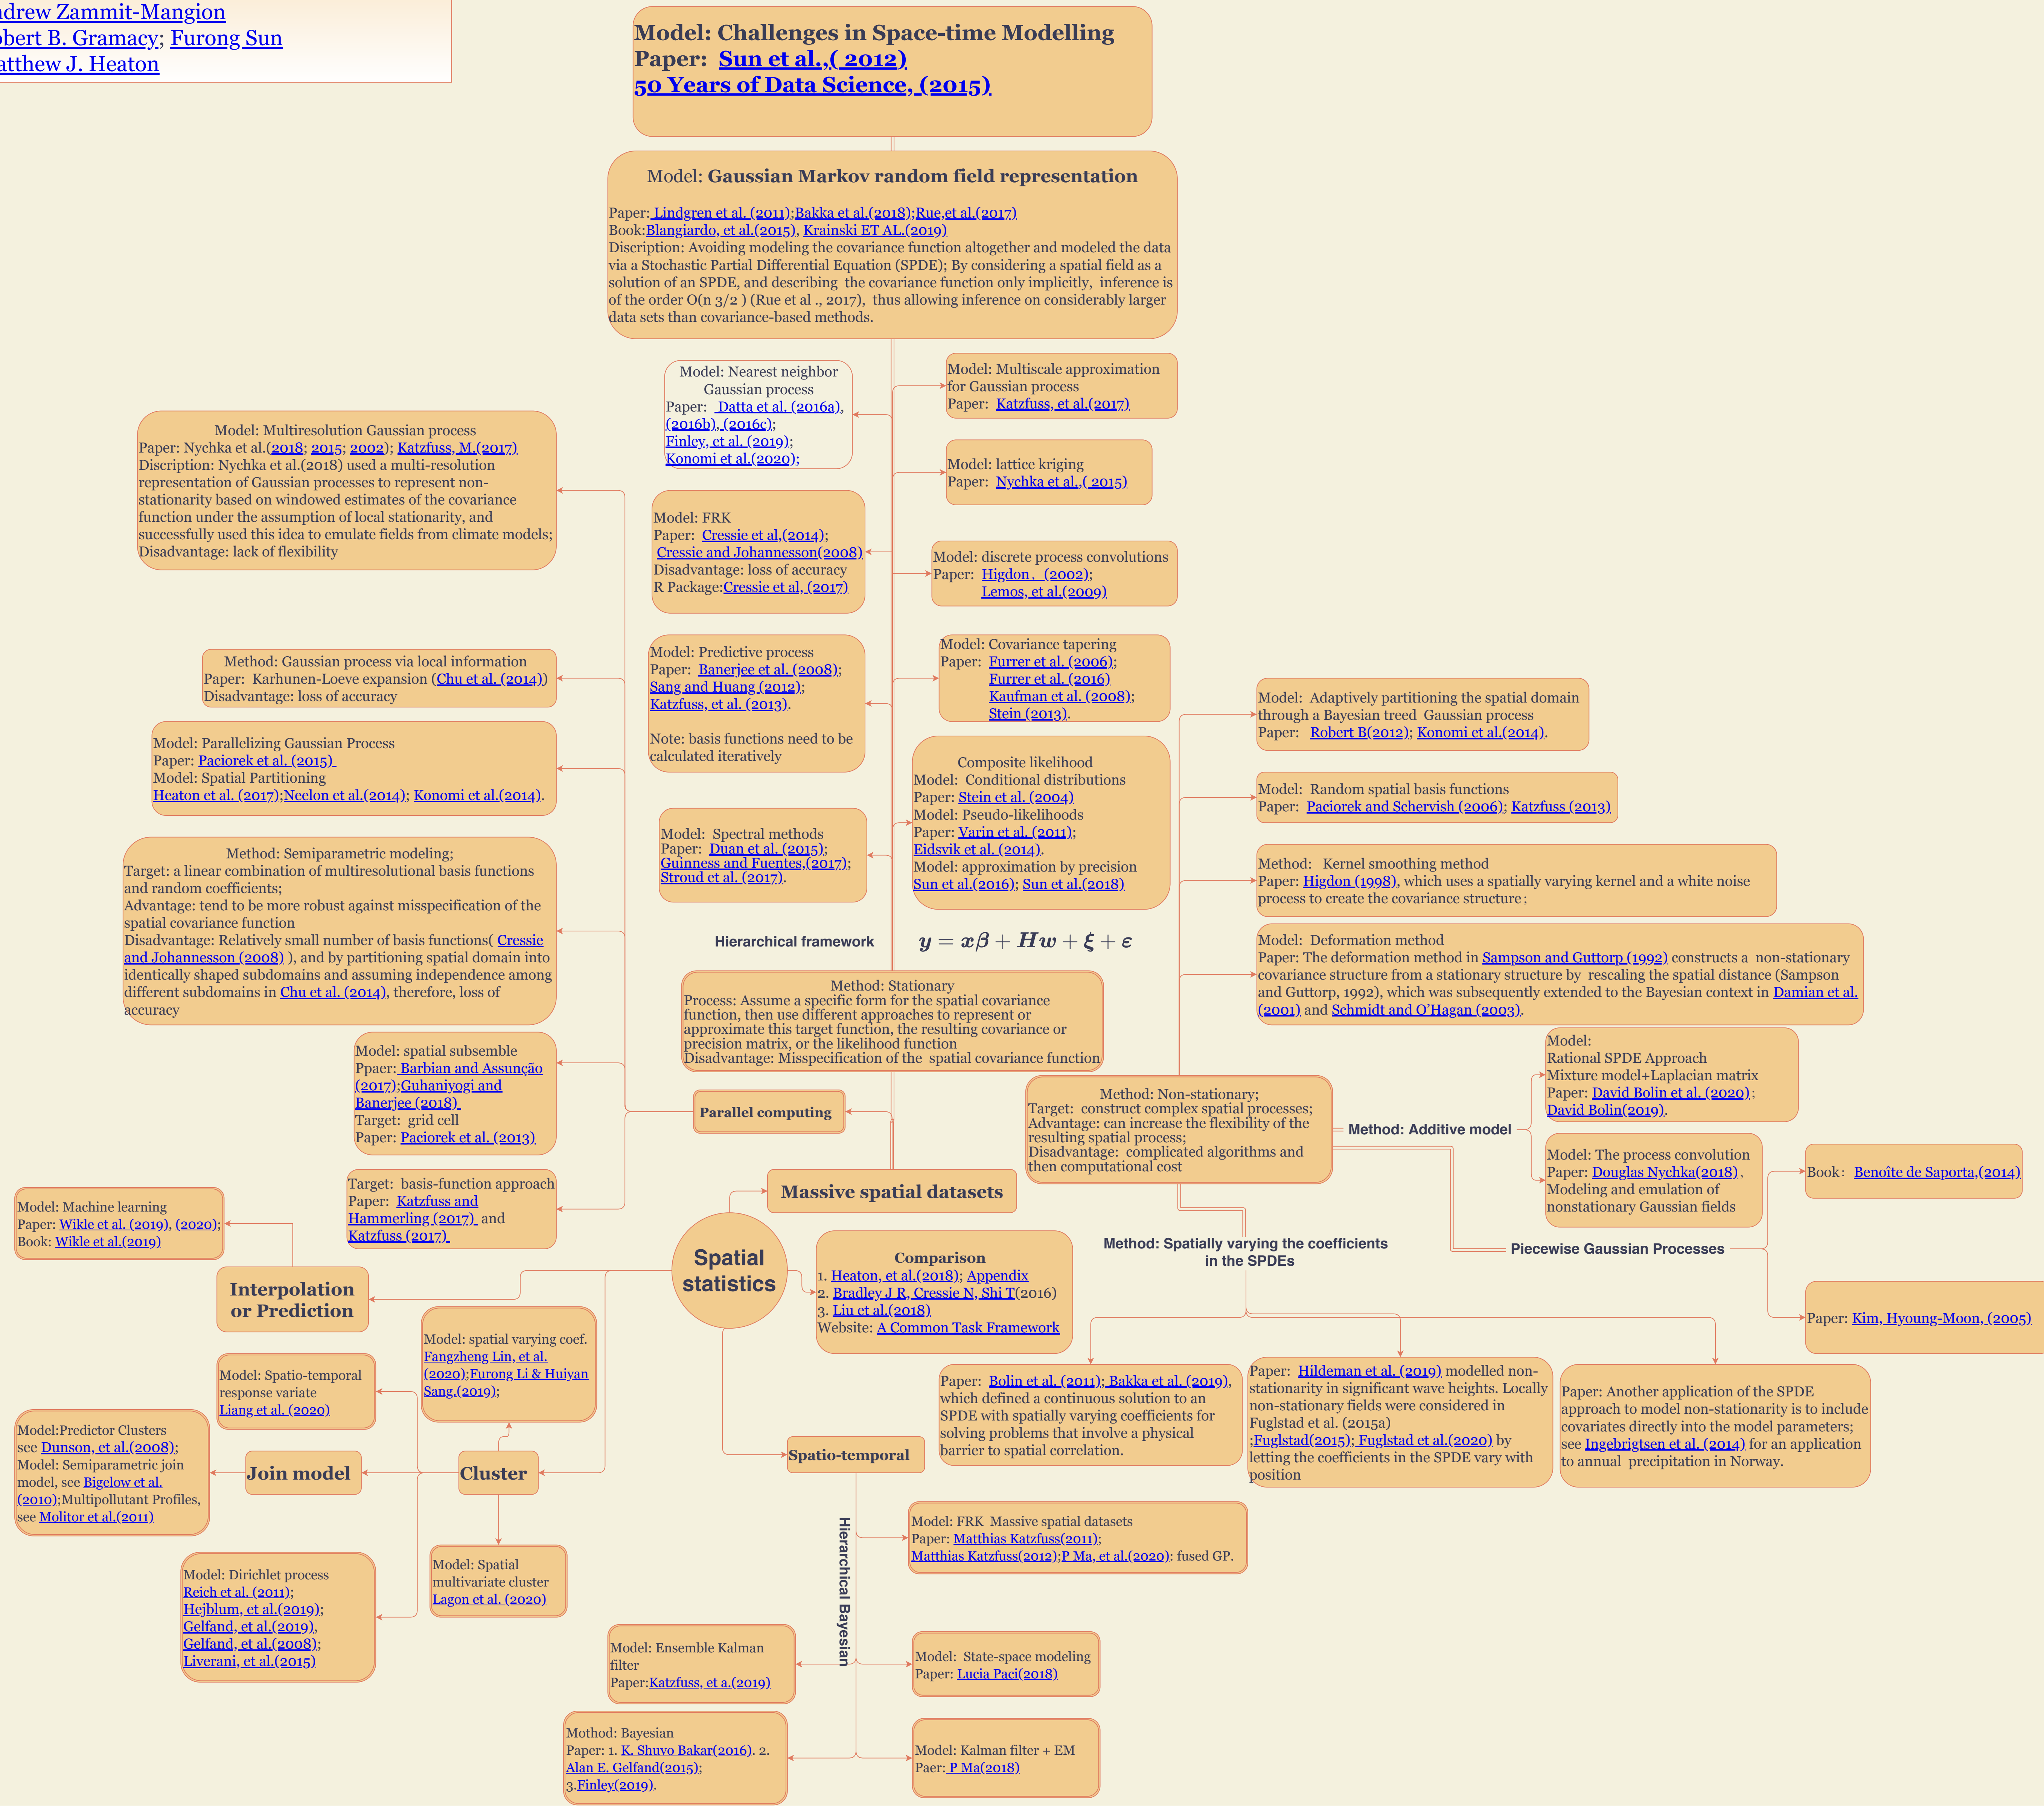 drew Zammit-Mangion
bert B. Gramacy; Furong Sun
atthew J. Heaton
Model: Challenges in Space-time Modelling
Paper: Sun et al.,( 2012)
50 Years of Data Science, (2015)
Model: Gaussian Markov random field representation
Paper: Lindgren et al. (2011);Bakka et al.(2018);Rue,et al.(2017)
Book:Blangiardo, et al.(2015), Krainski ET AL.(2019)
Discription: Avoiding modeling the covariance function altogether and modeled the data
via a Stochastic Partial Differential Equation (SPDE); By considering a spatial field as a
solution of an SPDE, and describing the covariance function only implicitly, inference is
of the order O(n 3/2 ) (Rue et al ., 2017), thus allowing inference on considerably larger
data sets than covariance-based methods.
Model: Nearest neighbor
Gaussian process
Paper: Datta et al. (2016a),
(2016b), (2016c);
Finley, et al. (2019);
Konomi et al.(2020);
Model: Multiscale approximation
for Gaussian process
Paper: Katzfuss, et al.(2017)
Model: lattice kriging
Paper: Nychka et al.,( 2015)
Model: Multiresolution Gaussian process
Paper: Nychka et al.(2018; 2015; 2002); Katzfuss, M.(2017)
Discription: Nychka et al.(2018) used a multi-resolution
representation of Gaussian processes to represent non-
stationarity based on windowed estimates of the covariance
function under the assumption of local stationarity, and
successfully used this idea to emulate fields from climate models;
Disadvantage: lack of flexibility
Model: FRK
Paper: Cressie et al,(2014);
Cressie and Johannesson(2008)
Disadvantage: loss of accuracy
R Package:Cressie et al, (2017)
Model: discrete process convolutions
Paper: Higdon、 (2002);
Lemos, et al.(2009)
Method: Gaussian process via local information
Paper: Karhunen-Loeve expansion (Chu et al. (2014))
Disadvantage: loss of accuracy
Model: Predictive process
Paper: Banerjee et al. (2008);
Sang and Huang (2012);
Katzfuss, et al. (2013).
Note: basis functions need to be
calculated iteratively
Model: Covariance tapering
Paper: Furrer et al. (2006);
Furrer et al. (2016)
Kaufman et al. (2008);
Stein (2013).
Model: Adaptively partitioning the spatial domain
through a Bayesian treed Gaussian process
Paper: Robert B(2012); Konomi et al.(2014).
Model: Parallelizing Gaussian Process
Paper: Paciorek et al. (2015)
Model: Spatial Partitioning
Heaton et al. (2017);Neelon et al.(2014); Konomi et al.(2014).
Composite likelihood
Model: Conditional distributions
Paper: Stein et al. (2004)
Model: Pseudo-likelihoods
Paper: Varin et al. (2011);
Eidsvik et al. (2014).
Model: approximation by precision
Sun et al.(2016); Sun et al.(2018)
Model: Random spatial basis functions
Paper: Paciorek and Schervish (2006); Katzfuss (2013)
Model: Spectral methods
Paper: Duan et al. (2015);
Guinness and Fuentes,(2017);
Stroud et al. (2017).
Method: Semiparametric modeling;
Target: a linear combination of multiresolutional basis functions
and random coefficients;
Advantage: tend to be more robust against misspecification of the
spatial covariance function
Disadvantage: Relatively small number of basis functions( Cressie
and Johannesson (2008) ), and by partitioning spatial domain into
identically shaped subdomains and assuming independence among
different subdomains in Chu et al. (2014), therefore, loss of
accuracy
Method: Kernel smoothing method
Paper: Higdon (1998), which uses a spatially varying kernel and a white noise
process to create the covariance structure;
Hierarchical framework
y = xβ + Hw + ξ + ε
Model: Deformation method
Paper: The deformation method in Sampson and Guttorp (1992) constructs a non-stationary
covariance structure from a stationary structure by rescaling the spatial distance (Sampson
and Guttorp, 1992), which was subsequently extended to the Bayesian context in Damian et al.
(2001) and Schmidt and O’Hagan (2003).
Method: Stationary
Process: Assume a specific form for the spatial covariance
function, then use different approaches to represent or
approximate this target function, the resulting covariance or
precision matrix, or the likelihood function
Disadvantage: Misspecification of the spatial covariance function
Model: spatial subsemble
Ppaer: Barbian and Assunção
(2017);Guhaniyogi and
Banerjee (2018)
Target: grid cell
Paper: Paciorek et al. (2013)
Parallel computing
Method: Non-stationary;
Target: construct complex spatial processes;
Advantage: can increase the flexibility of the
resulting spatial process;
Disadvantage: complicated algorithms and
then computational cost
Method: Additive model
Model:
Rational SPDE Approach
Mixture model+Laplacian matrix
Paper: David Bolin et al. (2020);
David Bolin(2019).
Model: The process convolution
Paper: Douglas Nychka(2018),
Modeling and emulation of
nonstationary Gaussian fields
Book: Benoîte de Saporta,(2014)
Target: basis-function approach
Paper: Katzfuss and
Hammerling (2017) and
Katzfuss (2017)
Massive spatial datasets
Model: Machine learning
Paper: Wikle et al. (2019), (2020);
Book: Wikle et al.(2019)
Spatial
statistics
Comparison
1. Heaton, et al.(2018); Appendix
2. Bradley J R, Cressie N, Shi T(2016)
3. Liu et al.(2018)
Website: A Common Task Framework
Method: Spatially varying the coefficients
in the SPDEs
Piecewise Gaussian Processes
Interpolation
or Prediction
Paper: Kim, Hyoung-Moon, (2005)
Model: spatial varying coef.
Fangzheng Lin, et al.
(2020);Furong Li & Huiyan
Sang.(2019);
Model: Spatio-temporal
response variate
Liang et al. (2020)
Paper: Bolin et al. (2011); Bakka et al. (2019),
which defined a continuous solution to an
SPDE with spatially varying coefficients for
solving problems that involve a physical
barrier to spatial correlation.
Paper: Hildeman et al. (2019) modelled non-
stationarity in significant wave heights. Locally
non-stationary fields were considered in
Fuglstad et al. (2015a)
;Fuglstad(2015); Fuglstad et al.(2020) by
letting the coefficients in the SPDE vary with
position
Paper: Another application of the SPDE
approach to model non-stationarity is to include
covariates directly into the model parameters;
see Ingebrigtsen et al. (2014) for an application
to annual precipitation in Norway.
Model:Predictor Clusters
see Dunson, et al.(2008);
Model: Semiparametric join
model, see Bigelow et al.
(2010);Multipollutant Profiles,
see Molitor et al.(2011)
Join model
Cluster
Spatio-temporal
Hierarchical Bayesian
Model: FRK Massive spatial datasets
Paper: Matthias Katzfuss(2011);
Matthias Katzfuss(2012);P Ma, et al.(2020): fused GP.
Model: Dirichlet process
Reich et al. (2011);
Hejblum, et al.(2019);
Gelfand, et al.(2019),
Gelfand, et al.(2008);
Liverani, et al.(2015)
Model: Spatial
multivariate cluster
Lagon et al. (2020)
Model: Ensemble Kalman
filter
Paper:Katzfuss, et a.(2019)
Model: State-space modeling
Paper: Lucia Paci(2018)
Mothod: Bayesian
Paper: 1. K. Shuvo Bakar(2016). 2.
Alan E. Gelfand(2015);
3.Finley(2019).
Model: Kalman filter + EM
Paer: P Ma(2018)